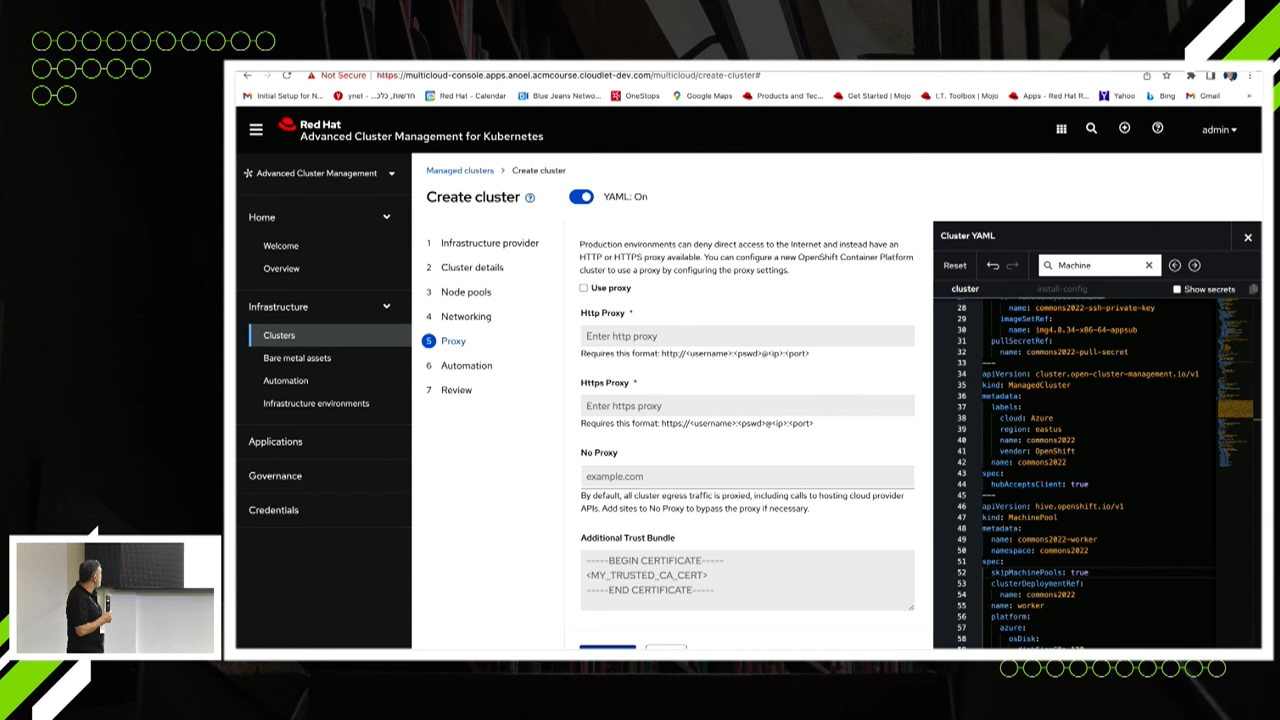 Not Secure | https://multicloud-console.apps.anoel.acmcourse.cloudlet-dev.com/multicloud/create-cluster#
Initial Setup for N... ynet - ...חדשות, כלכ Red Hat - Calendar Blue Jeans Netwo... OneStops Google Maps Products and Tec... Get Started | Mojo I.T. Toolbox | Mojo Apps - Red Hat R... Yahoo Bing Gmail »
Red Hat
Advanced Cluster Management for Kubernetes
admin
Advanced Cluster Management
Home
Welcome
Overview
Infrastructure
Clusters
Bare metal assets
Automation
Infrastructure environments
Applications
Governance
Credentials
Managed clusters > Create cluster
Create cluster
YAML: On
1 Infrastructure provider
2 Cluster details
3 Node pools
4 Networking
5 Proxy
6 Automation
7 Review
Production environments can deny direct access to the Internet and instead have an
HTTP or HTTPS proxy available. You can configure a new OpenShift Container Platform
cluster to use a proxy by configuring the proxy settings.
Use proxy
Http Proxy *
Enter http proxy
Requires this format: http://<username>:<pswd>@<ip>:<port>
Https Proxy *
Enter https proxy
Requires this format: https://<username>:<pswd>@<ip>:<port>
No Proxy
example.com
By default, all cluster egress traffic is proxied, including calls to hosting cloud provider
APIs. Add sites to No Proxy to bypass the proxy if necessary.
Additional Trust Bundle
-----BEGIN CERTIFICATE-----
<MY_TRUSTED_CA_CERT>
-----END CERTIFICATE-----
Cluster YAML
Reset Machine
cluster install-config Show secrets
28 name: commons2022-ssh-private-key
29 imageSetRef:
30 name: img4.8.34-x86-64-appsub
31 pullSecretRef:
32 name: commons2022-pull-secret
33 ---
34 apiVersion: cluster.open-cluster-management.io/v1
35 kind: ManagedCluster
36 metadata:
37 labels:
38 cloud: Azure
39 region: eastus
40 name: commons2022
41 vendor: OpenShift
42 name: commons2022
43 spec:
44 hubAcceptsClient: true
45 ---
46 apiVersion: hive.openshift.io/v1
47 kind: MachinePool
48 metadata:
49 name: commons2022-worker
50 namespace: commons2022
51 spec:
52 skipMachinePools: true
53 clusterDeploymentRef:
54 name: commons2022
55 name: worker
56 platform:
57 azure:
58 osDisk: